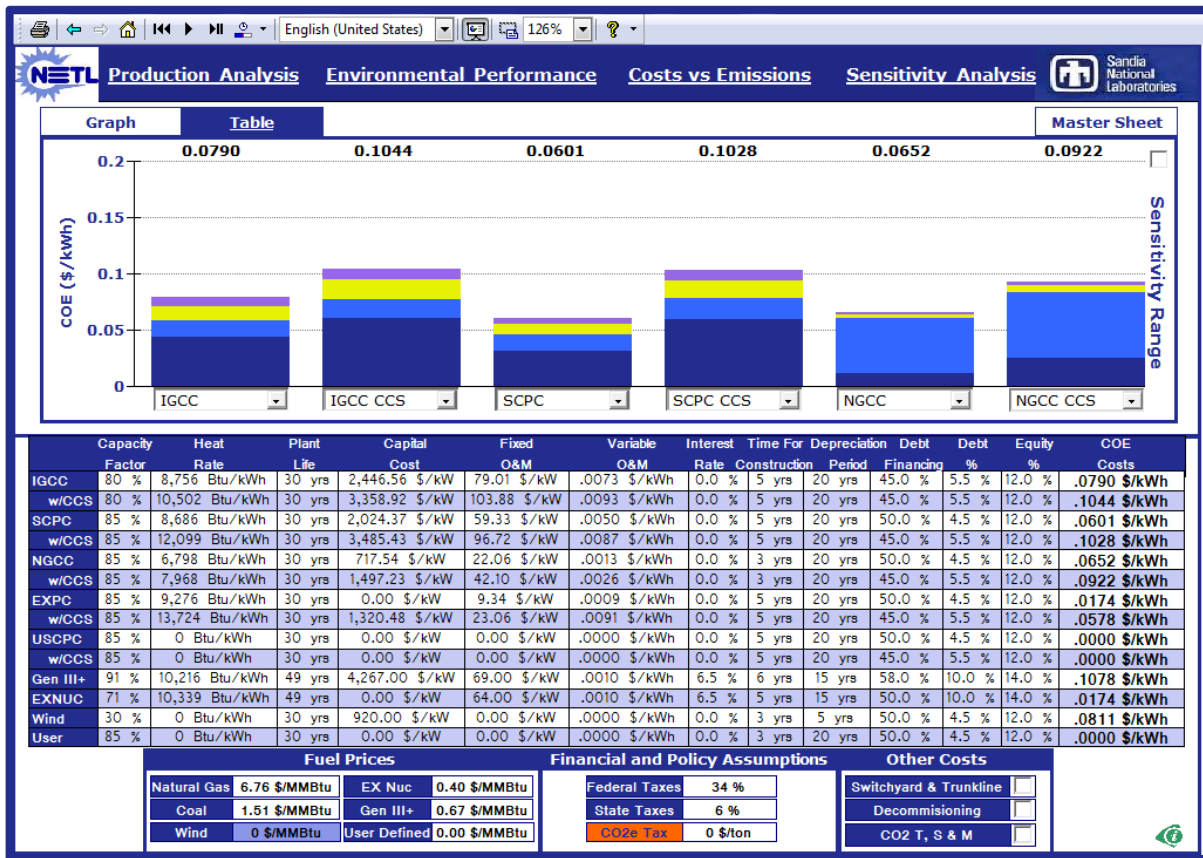 English (United States) 126%
NETL Production Analysis Environmental Performance Costs vs Emissions Sensitivity Analysis Sandia National Laboratories
Graph Table Master Sheet
0.0790 0.1044 0.0601 0.1028 0.0652 0.0922
0.2
0.15
0.1
0.05
0
COE ($/kWh)
Sensitivity Range
IGCC IGCC CCS SCPC SCPC CCS NGCC NGCC CCS
Capacity Heat Plant Capital Fixed Variable Interest Time For Depreciation Debt Debt Equity COE
Factor Rate Life Cost O&M O&M Rate Construction Period Financing % % Costs
IGCC 80 % 8,756 Btu/kWh 30 yrs 2,446.56 $/kW 79.01 $/kW .0073 $/kWh 0.0 % 5 yrs 20 yrs 45.0 % 5.5 % 12.0 % .0790 $/kWh
w/CCS 80 % 10,502 Btu/kWh 30 yrs 3,358.92 $/kW 103.88 $/kW .0093 $/kWh 0.0 % 5 yrs 20 yrs 45.0 % 5.5 % 12.0 % .1044 $/kWh
SCPC 85 % 8,686 Btu/kWh 30 yrs 2,024.37 $/kW 59.33 $/kW .0050 $/kWh 0.0 % 5 yrs 20 yrs 50.0 % 4.5 % 12.0 % .0601 $/kWh
w/CCS 85 % 12,099 Btu/kWh 30 yrs 3,485.43 $/kW 96.72 $/kW .0087 $/kWh 0.0 % 5 yrs 20 yrs 45.0 % 5.5 % 12.0 % .1028 $/kWh
NGCC 85 % 6,798 Btu/kWh 30 yrs 717.54 $/kW 22.06 $/kW .0013 $/kWh 0.0 % 3 yrs 20 yrs 50.0 % 4.5 % 12.0 % .0652 $/kWh
w/CCS 85 % 7,968 Btu/kWh 30 yrs 1,497.23 $/kW 42.10 $/kW .0026 $/kWh 0.0 % 3 yrs 20 yrs 45.0 % 5.5 % 12.0 % .0922 $/kWh
EXPC 85 % 9,276 Btu/kWh 30 yrs 0.00 $/kW 9.34 $/kW .0009 $/kWh 0.0 % 5 yrs 20 yrs 50.0 % 4.5 % 12.0 % .0174 $/kWh
w/CCS 85 % 13,724 Btu/kWh 30 yrs 1,320.48 $/kW 23.06 $/kW .0091 $/kWh 0.0 % 5 yrs 20 yrs 45.0 % 5.5 % 12.0 % .0578 $/kWh
USCPC 85 % 0 Btu/kWh 30 yrs 0.00 $/kW 0.00 $/kW .0000 $/kWh 0.0 % 5 yrs 20 yrs 50.0 % 4.5 % 12.0 % .0000 $/kWh
w/CCS 85 % 0 Btu/kWh 30 yrs 0.00 $/kW 0.00 $/kW .0000 $/kWh 0.0 % 5 yrs 20 yrs 45.0 % 5.5 % 12.0 % .0000 $/kWh
Gen III+ 91 % 10,216 Btu/kWh 49 yrs 4,267.00 $/kW 69.00 $/kW .0010 $/kWh 6.5 % 6 yrs 15 yrs 58.0 % 10.0 % 14.0 % .1078 $/kWh
EXNUC 71 % 10,339 Btu/kWh 49 yrs 0.00 $/kW 64.00 $/kW .0010 $/kWh 6.5 % 5 yrs 15 yrs 50.0 % 10.0 % 14.0 % .0174 $/kWh
Wind 30 % 0 Btu/kWh 30 yrs 920.00 $/kW 0.00 $/kW .0000 $/kWh 0.0 % 3 yrs 5 yrs 50.0 % 4.5 % 12.0 % .0811 $/kWh
User 85 % 0 Btu/kWh 30 yrs 0.00 $/kW 0.00 $/kW .0000 $/kWh 0.0 % 3 yrs 20 yrs 50.0 % 4.5 % 12.0 % .0000 $/kWh
Fuel Prices Financial and Policy Assumptions Other Costs
Natural Gas 6.76 $/MMBtu EX Nuc 0.40 $/MMBtu Federal Taxes 34 % Switchyard & Trunkline
Coal 1.51 $/MMBtu Gen III+ 0.67 $/MMBtu State Taxes 6 % Decommisioning
Wind 0 $/MMBtu User Defined 0.00 $/MMBtu CO2e Tax 0 $/ton CO2 T, S & M